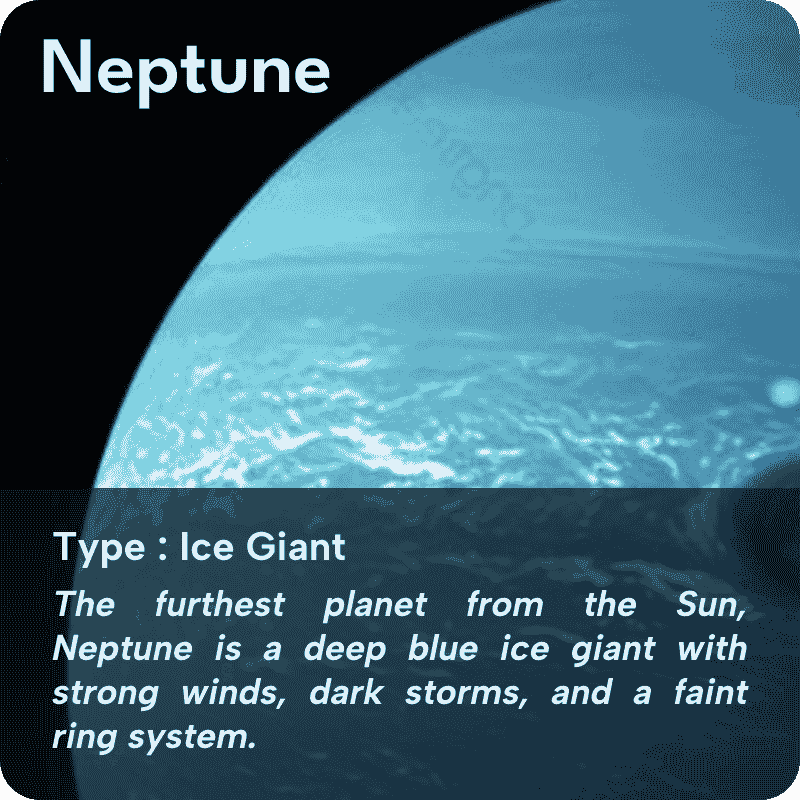 Neptune
Type : Ice Giant
The furthest planet from the Sun,
Neptune is a deep blue ice giant with
strong winds, dark storms, and a faint
ring system.